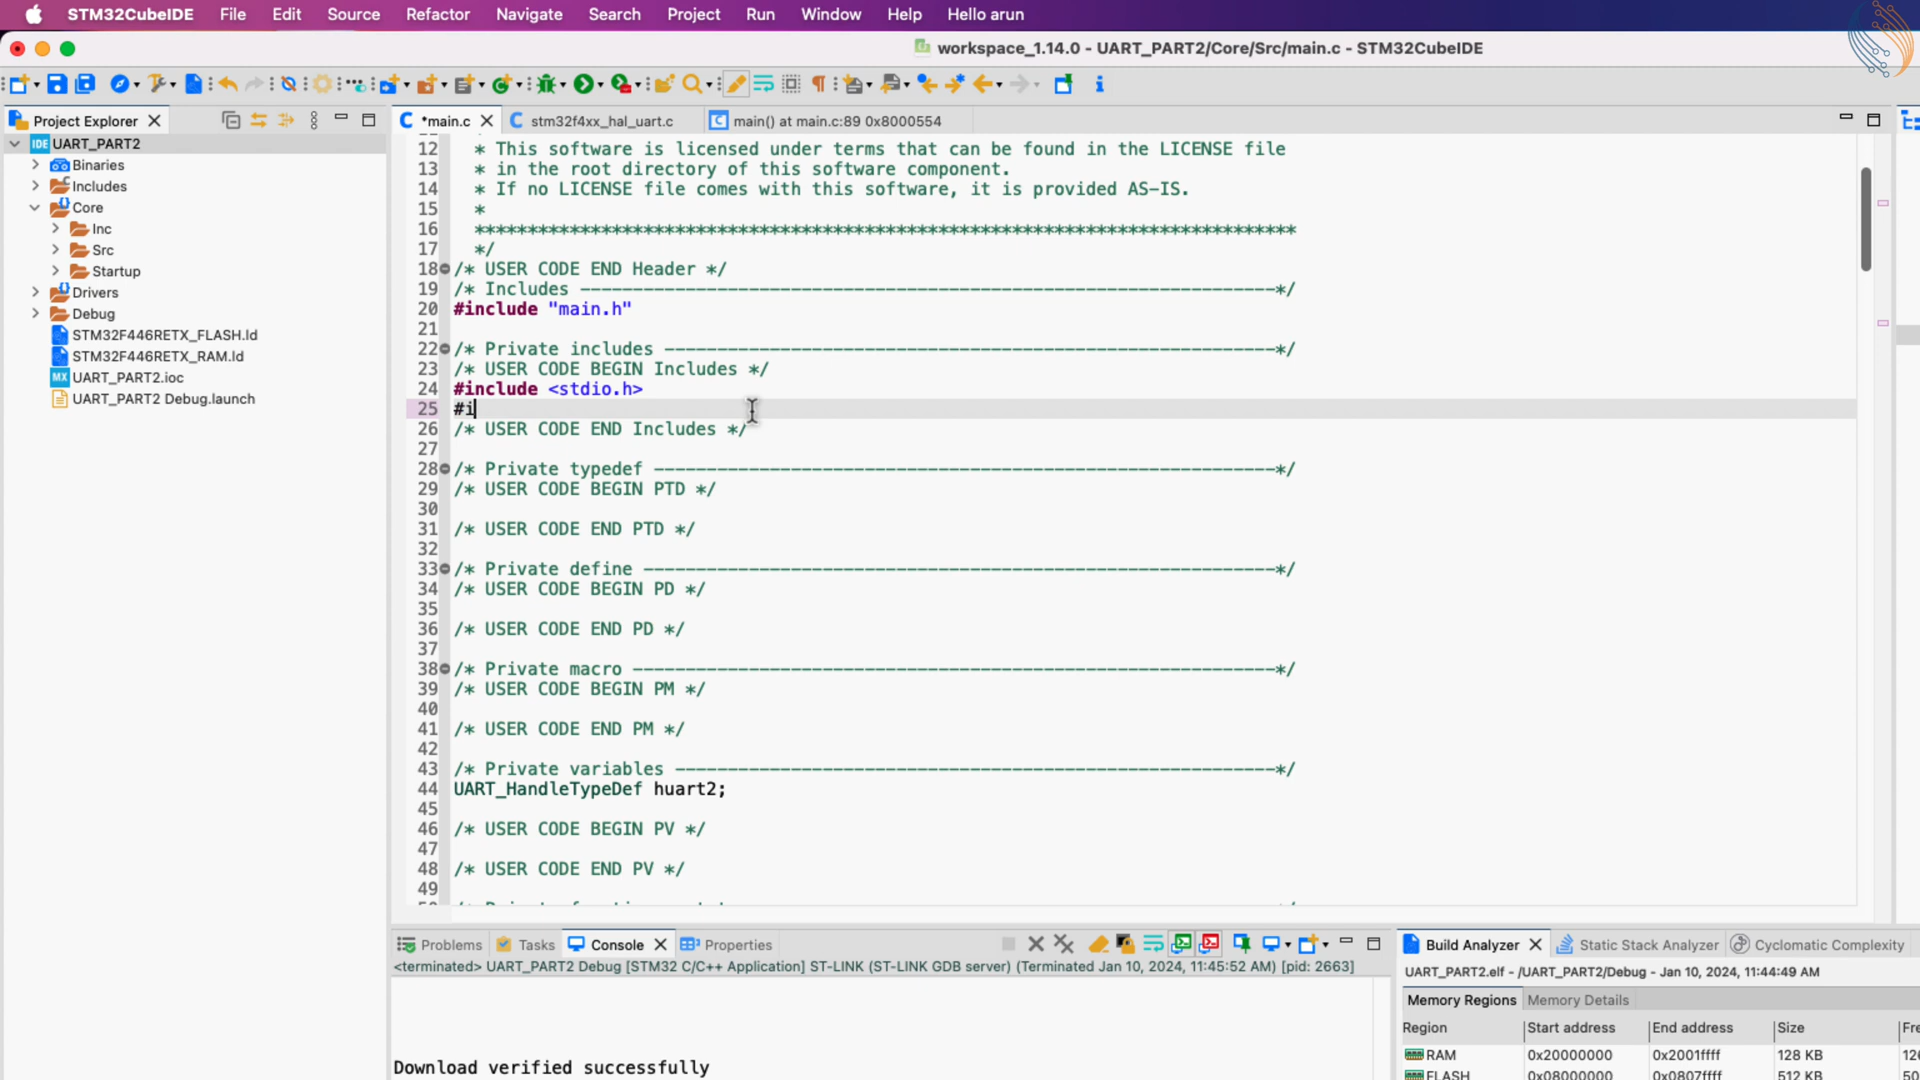 STM32CubeIDE File Edit Source Refactor Navigate Search Project Run Window Help Hello arun
workspace_1.14.0 - UART_PART2/Core/Src/main.c - STM32CubeIDE
Project Explorer
*main.c stm32f4xx_hal_uart.c main() at main.c:89 0x8000554
IDE UART_PART2
Binaries
Includes
Core
Inc
Src
Startup
Drivers
Debug
STM32F446RETX_FLASH.ld
STM32F446RETX_RAM.ld
MX UART_PART2.ioc
UART_PART2 Debug.launch
12 * This software is licensed under terms that can be found in the LICENSE file
13 * in the root directory of this software component.
14 * If no LICENSE file comes with this software, it is provided AS-IS.
15 *
16 ******************************************************************************
17 */
18 /* USER CODE END Header */
19 /* Includes ------------------------------------------------------------------*/
20 #include "main.h"
21
22 /* Private includes ----------------------------------------------------------*/
23 /* USER CODE BEGIN Includes */
24 #include <stdio.h>
25 #i
26 /* USER CODE END Includes */
27
28 /* Private typedef -----------------------------------------------------------*/
29 /* USER CODE BEGIN PTD */
30
31 /* USER CODE END PTD */
32
33 /* Private define ------------------------------------------------------------*/
34 /* USER CODE BEGIN PD */
35
36 /* USER CODE END PD */
37
38 /* Private macro -------------------------------------------------------------*/
39 /* USER CODE BEGIN PM */
40
41 /* USER CODE END PM */
42
43 /* Private variables ---------------------------------------------------------*/
44 UART_HandleTypeDef huart2;
45
46 /* USER CODE BEGIN PV */
47
48 /* USER CODE END PV */
49
Problems Tasks Console Properties
<terminated> UART_PART2 Debug [STM32 C/C++ Application] ST-LINK (ST-LINK GDB server) (Terminated Jan 10, 2024, 11:45:52 AM) [pid: 2663]
Download verified successfully
Build Analyzer Static Stack Analyzer Cyclomatic Complexity
UART_PART2.elf - /UART_PART2/Debug - Jan 10, 2024, 11:44:49 AM
Memory Regions Memory Details
Region Start address End address Size Fre
RAM 0x20000000 0x2001ffff 128 KB 12
FLASH 0x08000000 0x0807ffff 512 KB 50